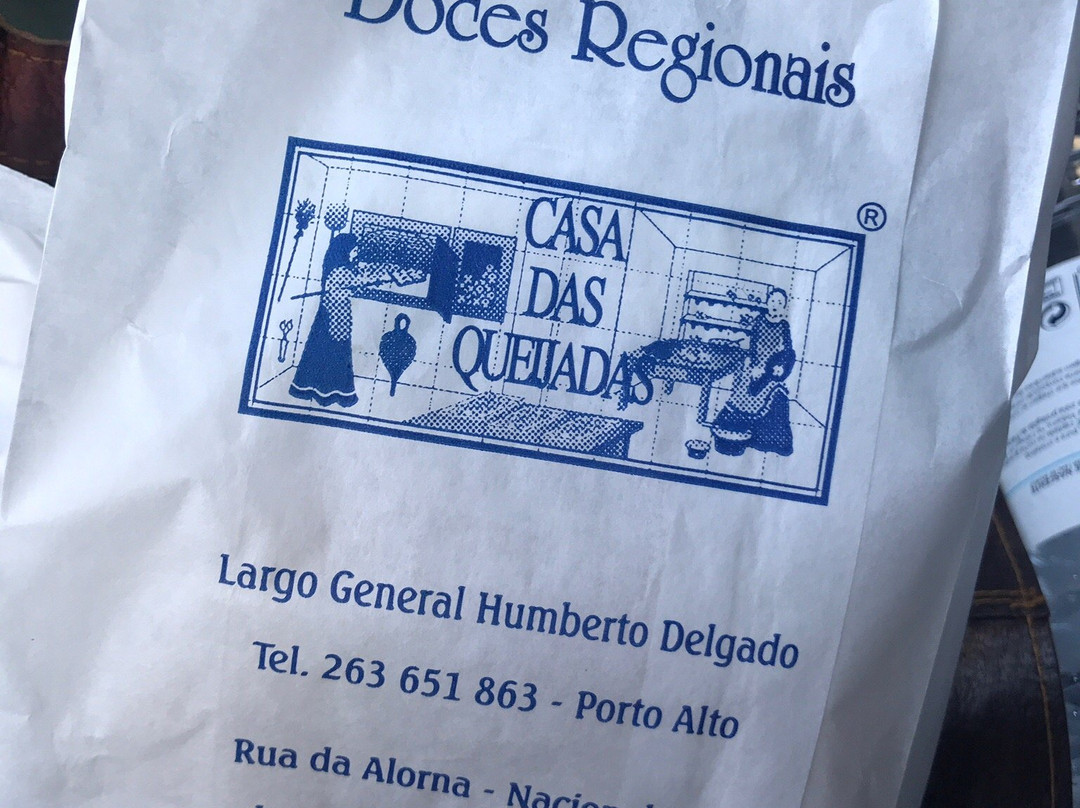 Doces Regionais
®
CASA
DAS
QUEIJADAS
Largo General Humberto Delgado
Tel. 263 651 863 - Porto Alto
Rua da Alorna -